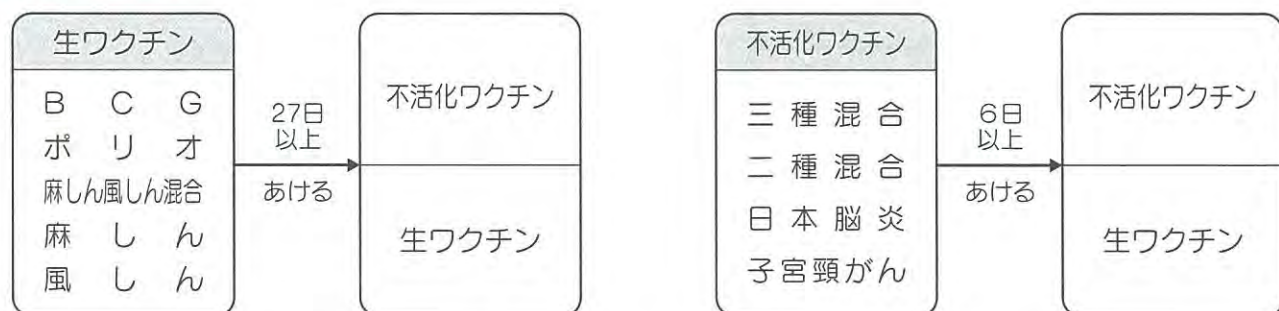 生ワクチン
BCG
ポリオ
麻しん風しん混合
麻しん
風しん
27日
以上
あける
不活化ワクチン
生ワクチン
不活化ワクチン
三種混合
二種混合
日本脳炎
子宮頸がん
6日
以上
あける
不活化ワクチン
生ワクチン